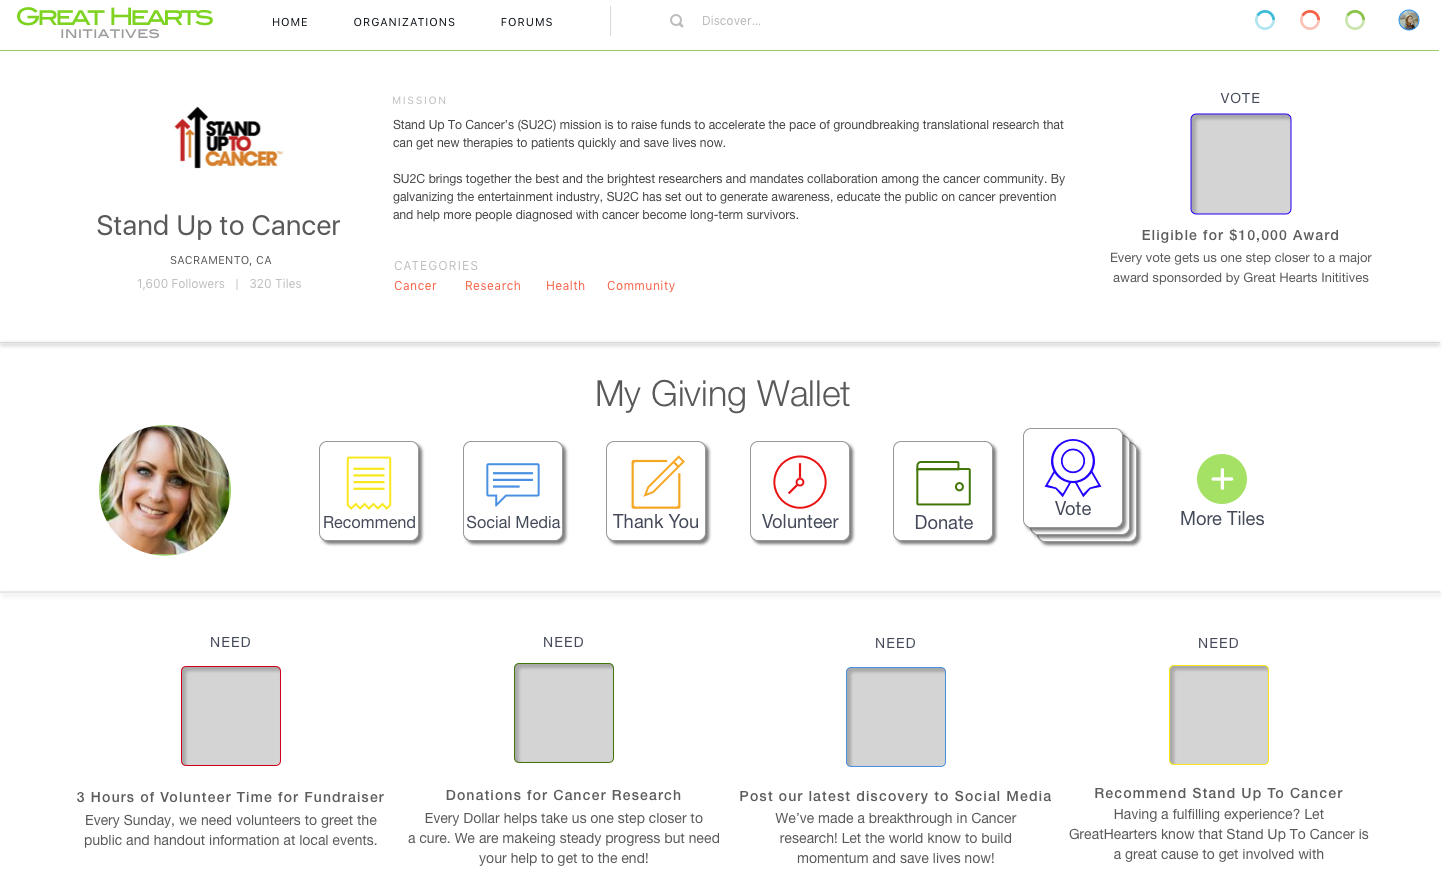 GREAT HEARTS
INITIATIVES
HOME ORGANIZATIONS FORUMS Discover...
STAND
UP TO
CANCER
Stand Up to Cancer
SACRAMENTO, CA
1,600 Followers | 320 Tiles
MISSION
Stand Up To Cancer's (SU2C) mission is to raise funds to accelerate the pace of groundbreaking translational research that
can get new therapies to patients quickly and save lives now.
SU2C brings together the best and the brightest researchers and mandates collaboration among the cancer community. By
galvanizing the entertainment industry, SU2C has set out to generate awareness, educate the public on cancer prevention
and help more people diagnosed with cancer become long-term survivors.
CATEGORIES
Cancer Research Health Community
VOTE
Eligible for $10,000 Award
Every vote gets us one step closer to a major
award sponsorded by Great Hearts Inititives
My Giving Wallet
Recommend
Social Media
Thank You
Volunteer
Donate
Vote
More Tiles
NEED
3 Hours of Volunteer Time for Fundraiser
Every Sunday, we need volunteers to greet the
public and handout information at local events.
NEED
Donations for Cancer Research
Every Dollar helps take us one step closer to
a cure. We are makeing steady progress but need
your help to get to the end!
NEED
Post our latest discovery to Social Media
We've made a breakthrough in Cancer
research! Let the world know to build
momentum and save lives now!
NEED
Recommend Stand Up To Cancer
Having a fulfilling experience? Let
GreatHearters know that Stand Up To Cancer is
a great cause to get involved with